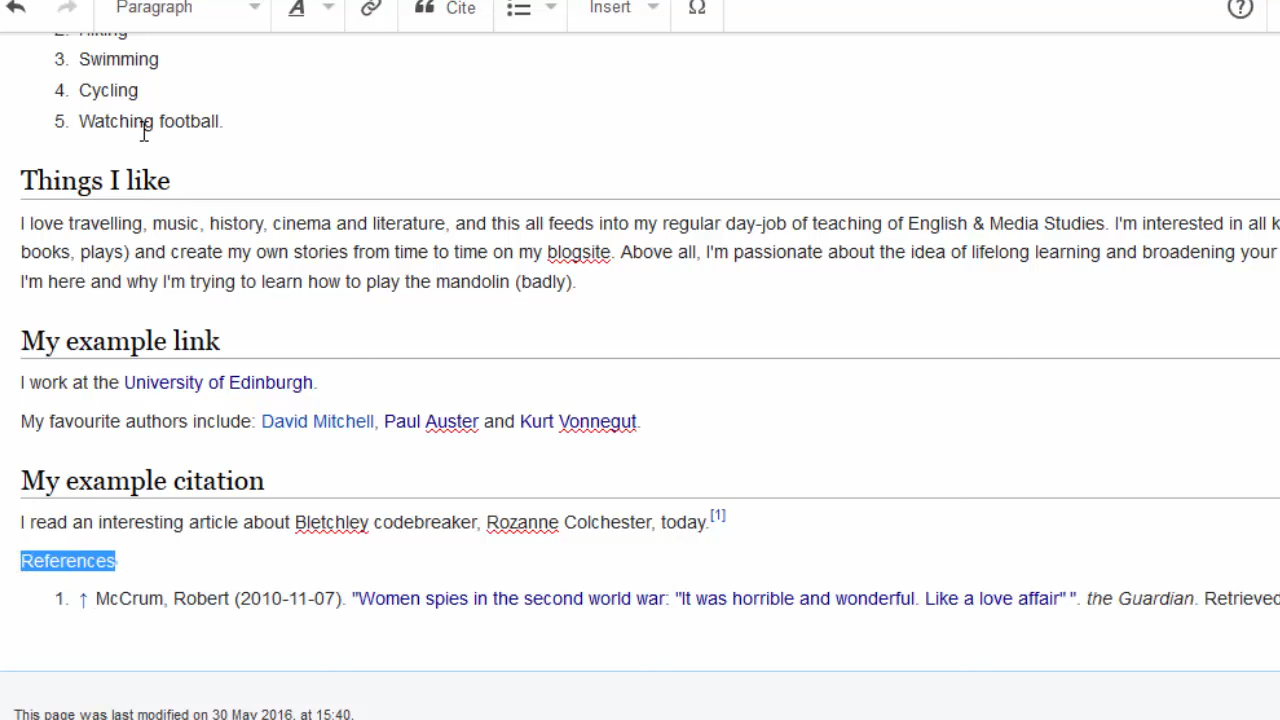 Paragraph A Cite Insert Ω ?
2. Hiking
3. Swimming
4. Cycling
5. Watching football.
Things I like
I love travelling, music, history, cinema and literature, and this all feeds into my regular day-job of teaching of English & Media Studies. I'm interested in all k
books, plays) and create my own stories from time to time on my blogsite. Above all, I'm passionate about the idea of lifelong learning and broadening your
I'm here and why I'm trying to learn how to play the mandolin (badly).
My example link
I work at the University of Edinburgh.
My favourite authors include: David Mitchell, Paul Auster and Kurt Vonnegut.
My example citation
I read an interesting article about Bletchley codebreaker, Rozanne Colchester, today.[1]
References
1. ↑ McCrum, Robert (2010-11-07). "Women spies in the second world war: "It was horrible and wonderful. Like a love affair" ". the Guardian. Retrieved
This page was last modified on 30 May 2016, at 15:40.